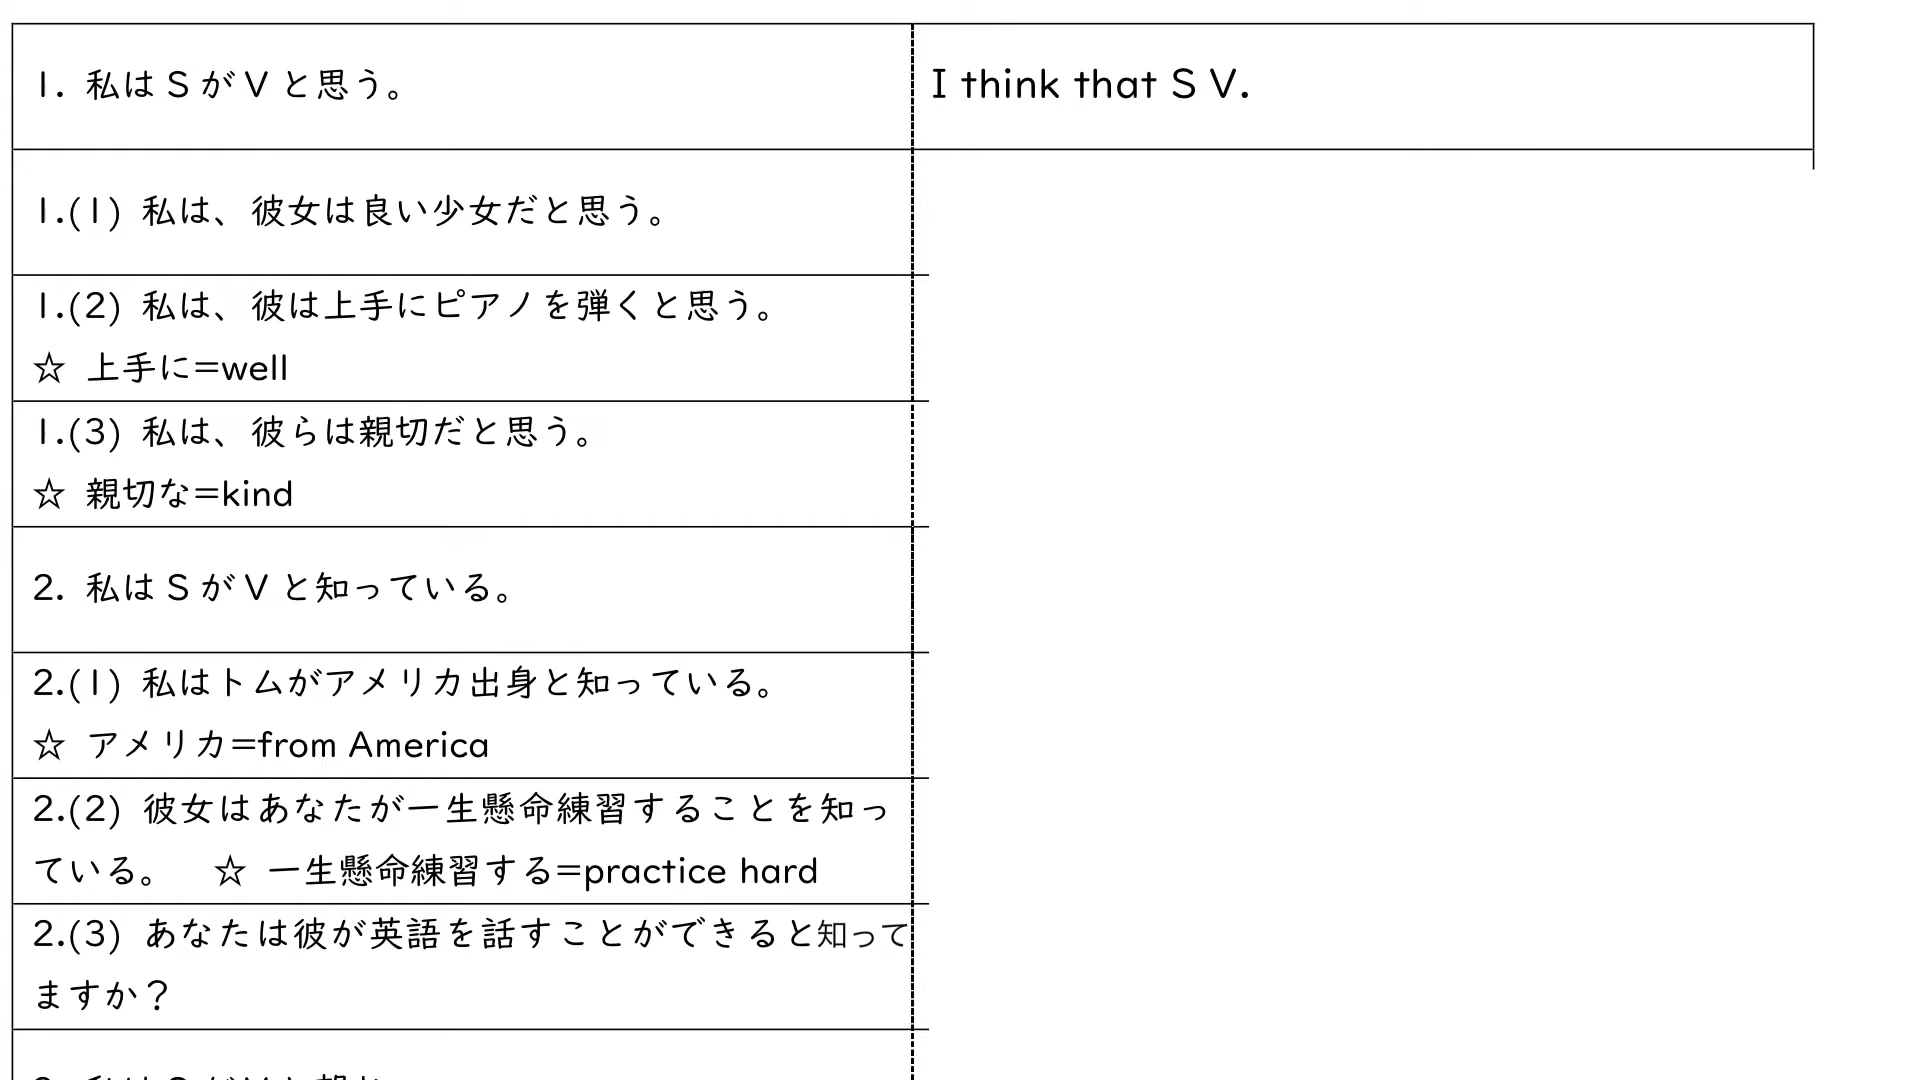 1. 私は S が V と思う。
I think that S V.
1.(1) 私は、彼女は良い少女だと思う。
1.(2) 私は、彼は上手にピアノを弾くと思う。
☆ 上手に=well
1.(3) 私は、彼らは親切だと思う。
☆ 親切な=kind
2. 私は S が V と知っている。
2.(1) 私はトムがアメリカ出身と知っている。
☆ アメリカ=from America
2.(2) 彼女はあなたが一生懸命練習することを知っ
ている。 ☆ 一生懸命練習する=practice hard
2.(3) あなたは彼が英語を話すことができると知って
ますか？